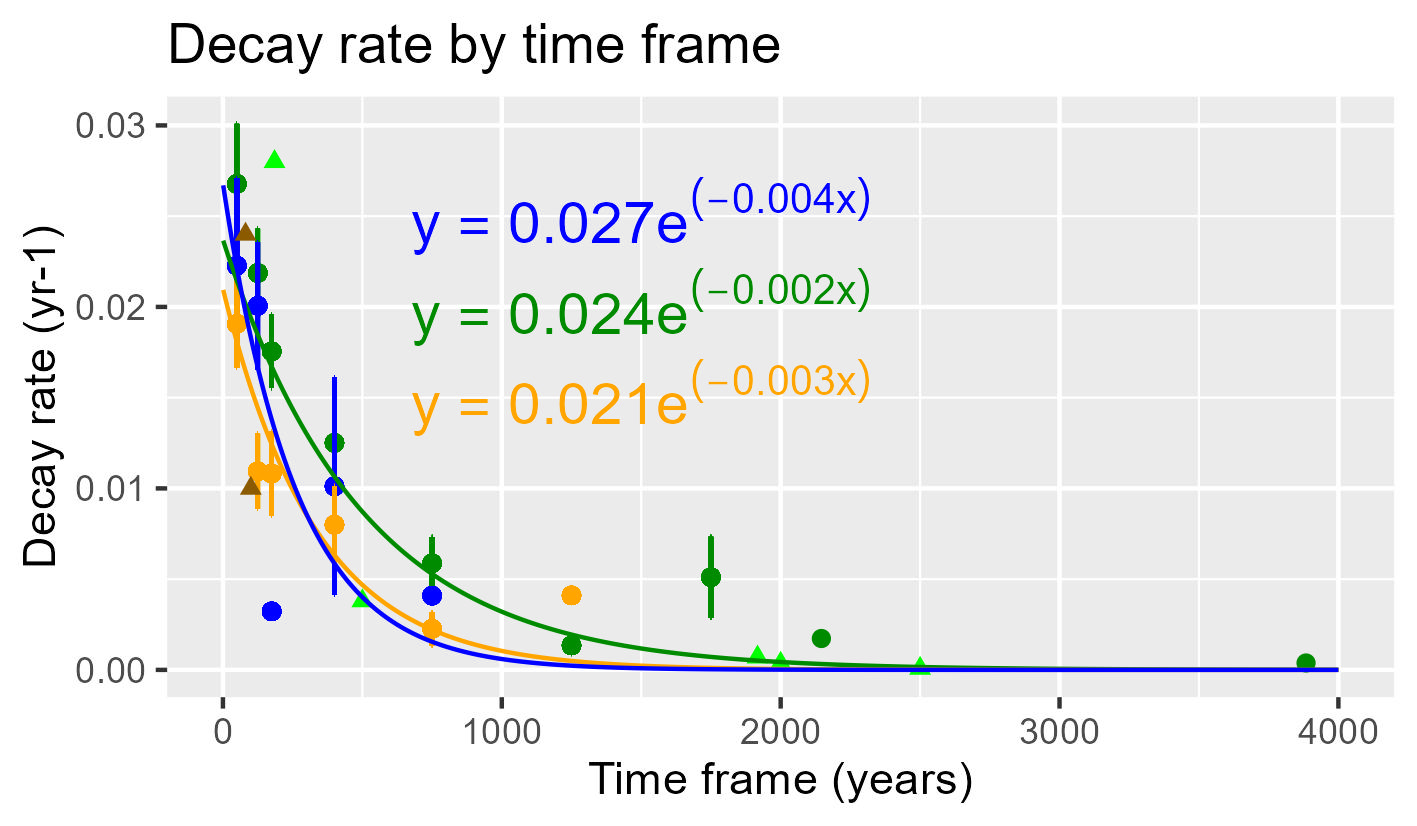 Decay rate by time frame
0.03
0.02
0.01
0.00
Decay rate (yr-1)
y = 0.027e(−0.004x)
y = 0.024e(−0.002x)
y = 0.021e(−0.003x)
0 1000 2000 3000 4000
Time frame (years)